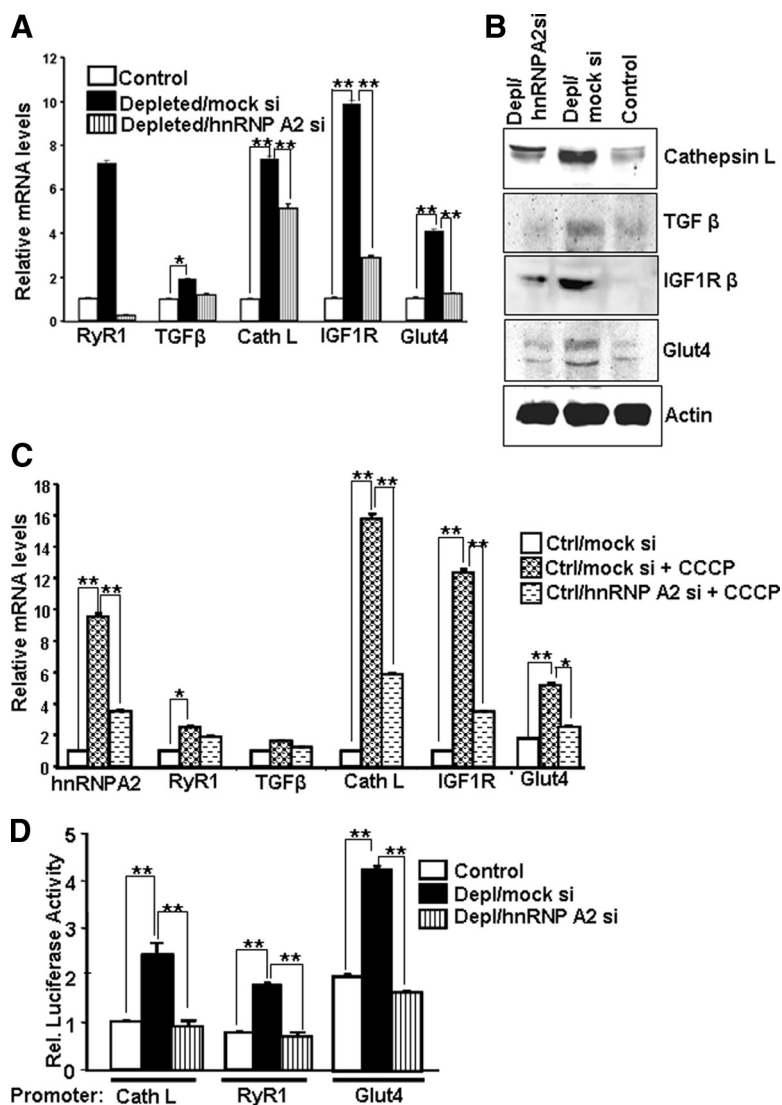 A
Relative mRNA levels
12
10
8
6
4
2
0
Control
Depleted/mock si
Depleted/hnRNP A2 si
*
** **
** **
** **
RyR1 TGFβ Cath L IGF1R Glut4
B
Depl/ hnRNPA2si
Depl/ mock si
Control
Cathepsin L
TGF β
IGF1R β
Glut4
Actin
C
Relative mRNA levels
18
16
14
12
10
8
6
4
2
0
Ctrl/mock si
Ctrl/mock si + CCCP
Ctrl/hnRNP A2 si + CCCP
** **
*
** **
** **
** *
hnRNPA2 RyR1 TGFβ Cath L IGF1R Glut4
D
Rel. Luciferase Activity
5
4
3
2
1
0
Control
Depl/mock si
Depl/hnRNP A2 si
** **
** **
** **
Promoter: Cath L RyR1 Glut4